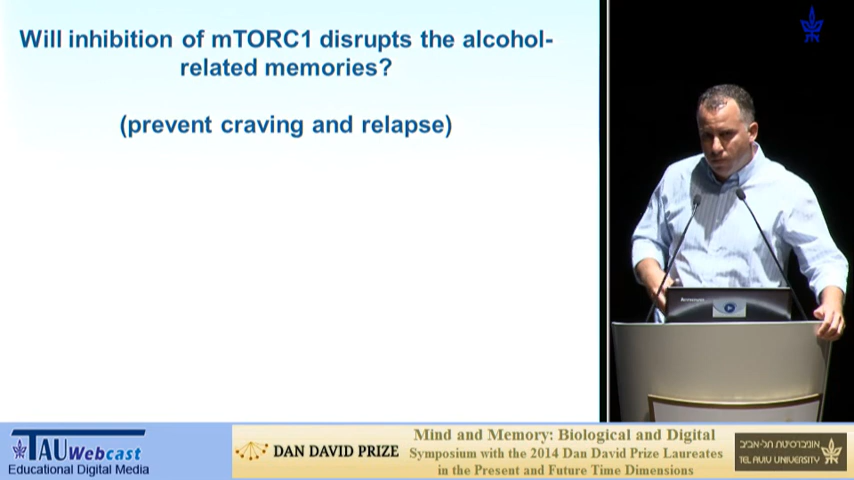 Will inhibition of mTORC1 disrupts the alcohol-
related memories?
(prevent craving and relapse)
TAU Webcast
Educational Digital Media
DAN DAVID PRIZE
Mind and Memory: Biological and Digital
Symposium with the 2014 Dan David Prize Laureates
in the Present and Future Time Dimensions
אוניברסיטת תל-אביב
TEL AVIV UNIVERSITY